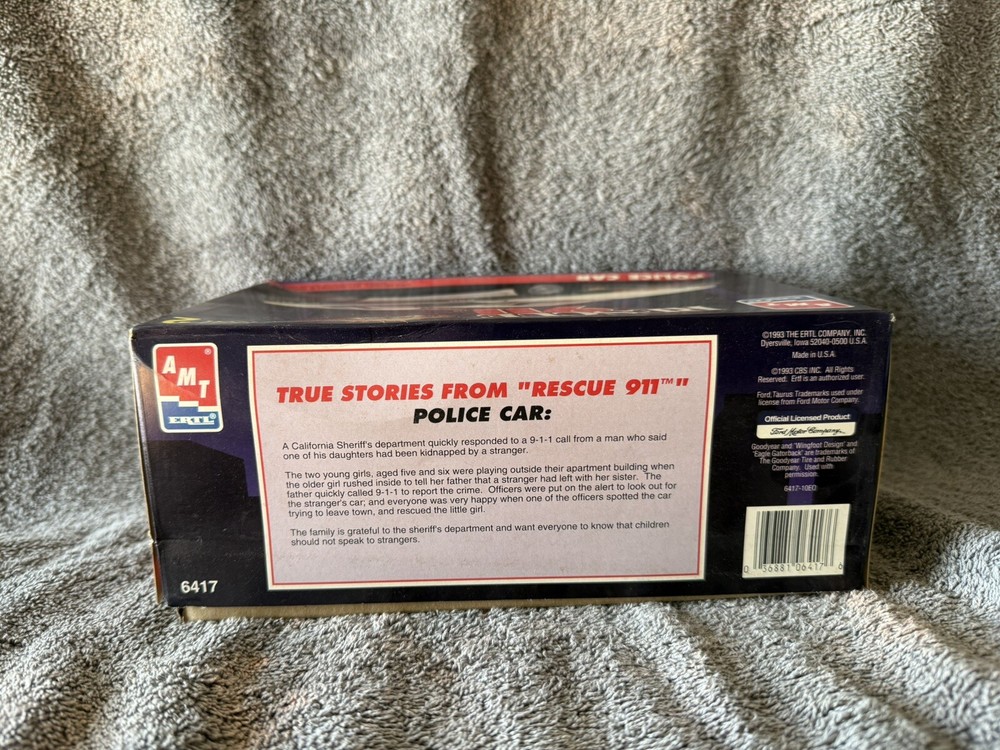 POLICE CAR
AMT
®
ERTL®
TRUE STORIES FROM "RESCUE 911™"
POLICE CAR:
A California Sheriff's department quickly responded to a 9-1-1 call from a man who said
one of his daughters had been kidnapped by a stranger.
The two young girls, aged five and six were playing outside their apartment building when
the older girl rushed inside to tell her father that a stranger had left with her sister. The
father quickly called 9-1-1 to report the crime. Officers were put on the alert to look out for
the stranger's car; and everyone was very happy when one of the officers spotted the car
trying to leave town, and rescued the little girl.
The family is grateful to the sheriff's department and want everyone to know that children
should not speak to strangers.
6417
©1993 THE ERTL COMPANY, INC.
Dyersville, Iowa 52040-0500 U.S.A.
Made in U.S.A.
©1993 CBS INC. All Rights
Reserved. Ertl is an authorized user.
Ford, Taurus Trademarks used under
license from Ford Motor Company.
Official Licensed Product
Ford Motor Company
Goodyear and "Wingfoot Design" and
"Eagle Gatorback" are trademarks of
The Goodyear Tire and Rubber
Company. Used with
permission.
6417-10EO
0 36881 06417 6